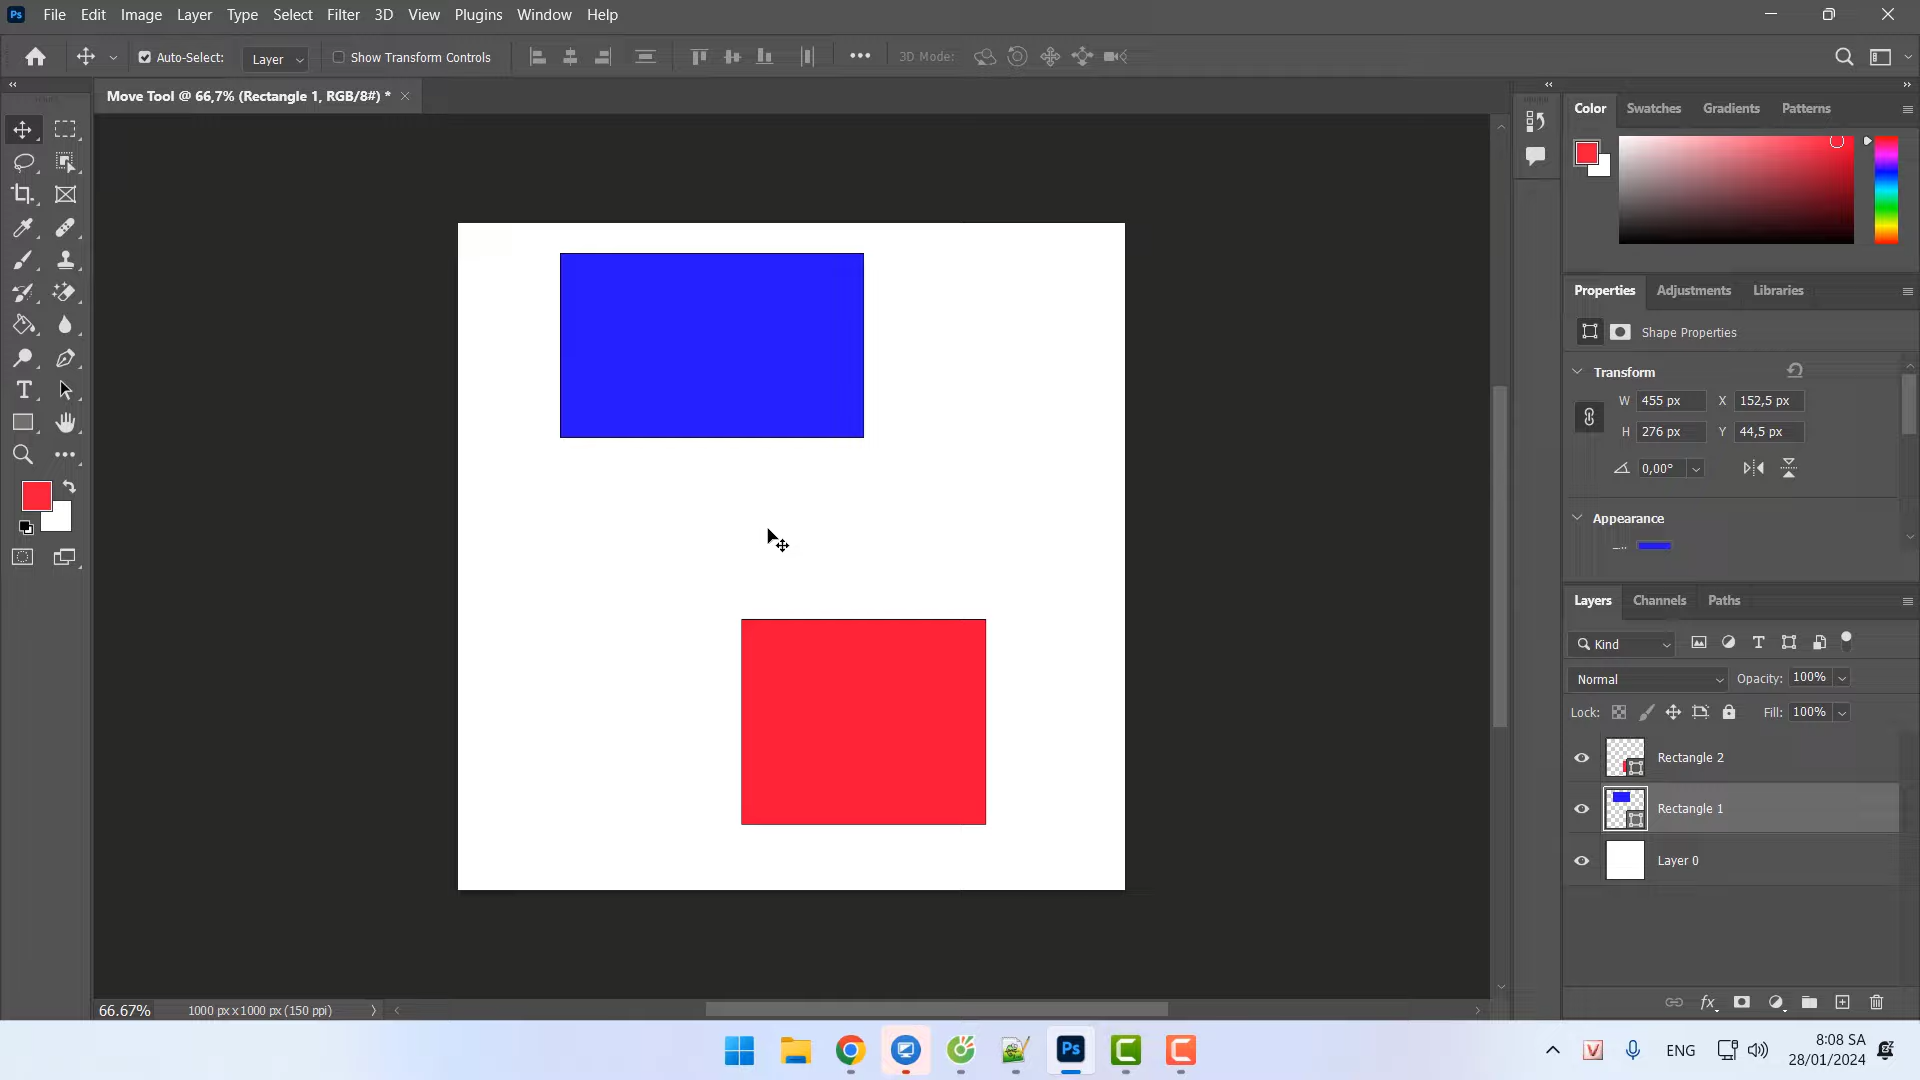 Ps File Edit Image Layer Type Select Filter 3D View Plugins Window Help
Auto-Select: Layer Show Transform Controls 3D Mode:
Move Tool @ 66,7% (Rectangle 1, RGB/8#) *
Color Swatches Gradients Patterns
Properties Adjustments Libraries
Shape Properties
Transform
W 455 px X 152,5 px
H 276 px Y 44,5 px
0,00°
Appearance
Layers Channels Paths
Kind
Normal Opacity: 100%
Lock: Fill: 100%
Rectangle 2
Rectangle 1
Layer 0
66.67% 1000 px x 1000 px (150 ppi)
Ps
ENG
8:08 SA
28/01/2024